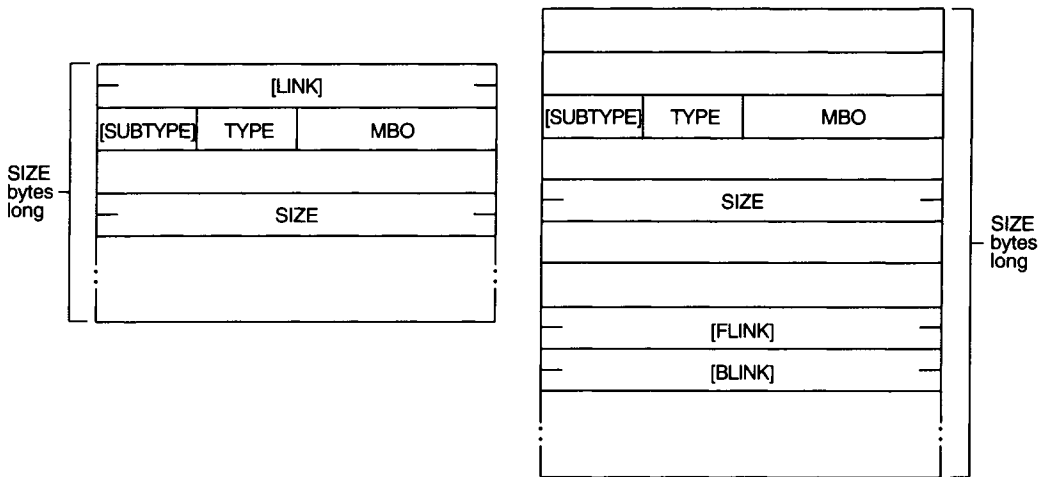 [LINK]
[SUBTYPE] TYPE MBO
SIZE
bytes
long
SIZE
[SUBTYPE] TYPE MBO
SIZE
SIZE
bytes
long
[FLINK]
[BLINK]